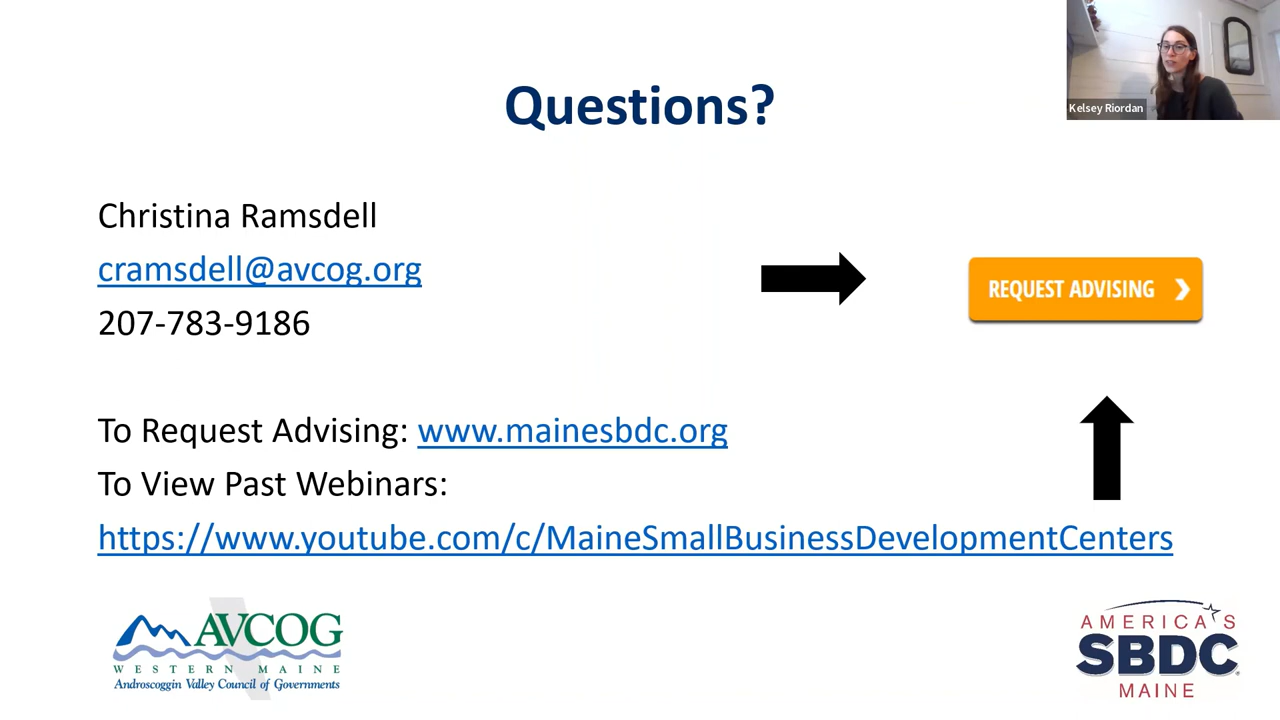 Questions?
Kelsey Riordan
Christina Ramsdell
cramsdell@avcog.org
207-783-9186
REQUEST ADVISING
To Request Advising: www.mainesbdc.org
To View Past Webinars:
https://www.youtube.com/c/MaineSmallBusinessDevelopmentCenters
AVCOG
WESTERN MAINE
Androscoggin Valley Council of Governments
AMERICA'S
SBDC
MAINE